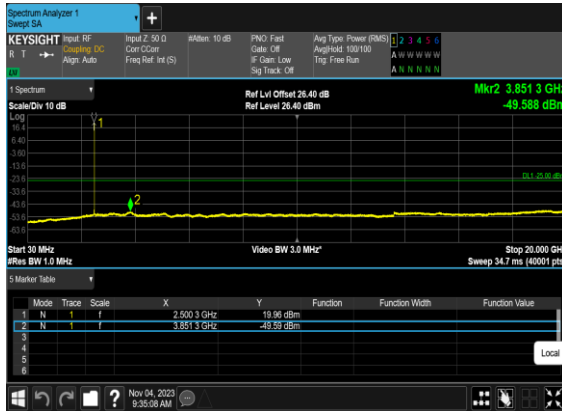 Spectrum Analyzer 1
Swept SA
+
KEYSIGHT Input: RF Input Z: 50 Ω #Atten: 10 dB PNO: Fast Avg Type: Power (RMS) 1 2 3 4 5 6
R T Coupling: DC Corr CCorr Gate: Off Avg|Hold: 100/100 A W W W W W
Align: Auto Freq Ref: Int (S) IF Gain: Low Trig: Free Run
Sig Track: Off A N N N N N
1 Spectrum Ref Lvl Offset 26.40 dB Mkr2 3.851 3 GHz
Scale/Div 10 dB Ref Level 26.40 dBm -49.588 dBm
Log
16.4
1
6.40
-3.60
-13.6
-23.6
DL1 -25.00 dBm
-33.6
2
-43.6
-53.6
-63.6
Start 30 MHz Video BW 3.0 MHz* Stop 20.000 GH
#Res BW 1.0 MHz Sweep 34.7 ms (40001 pts
5 Marker Table
Mode Trace Scale X Y Function Function Width Function Value
1 N 1 f 2.500 3 GHz 19.96 dBm
2 N 1 f 3.851 3 GHz -49.59 dBm
3
4
5
6
Local
? Nov 04, 2023
9:35:08 AM